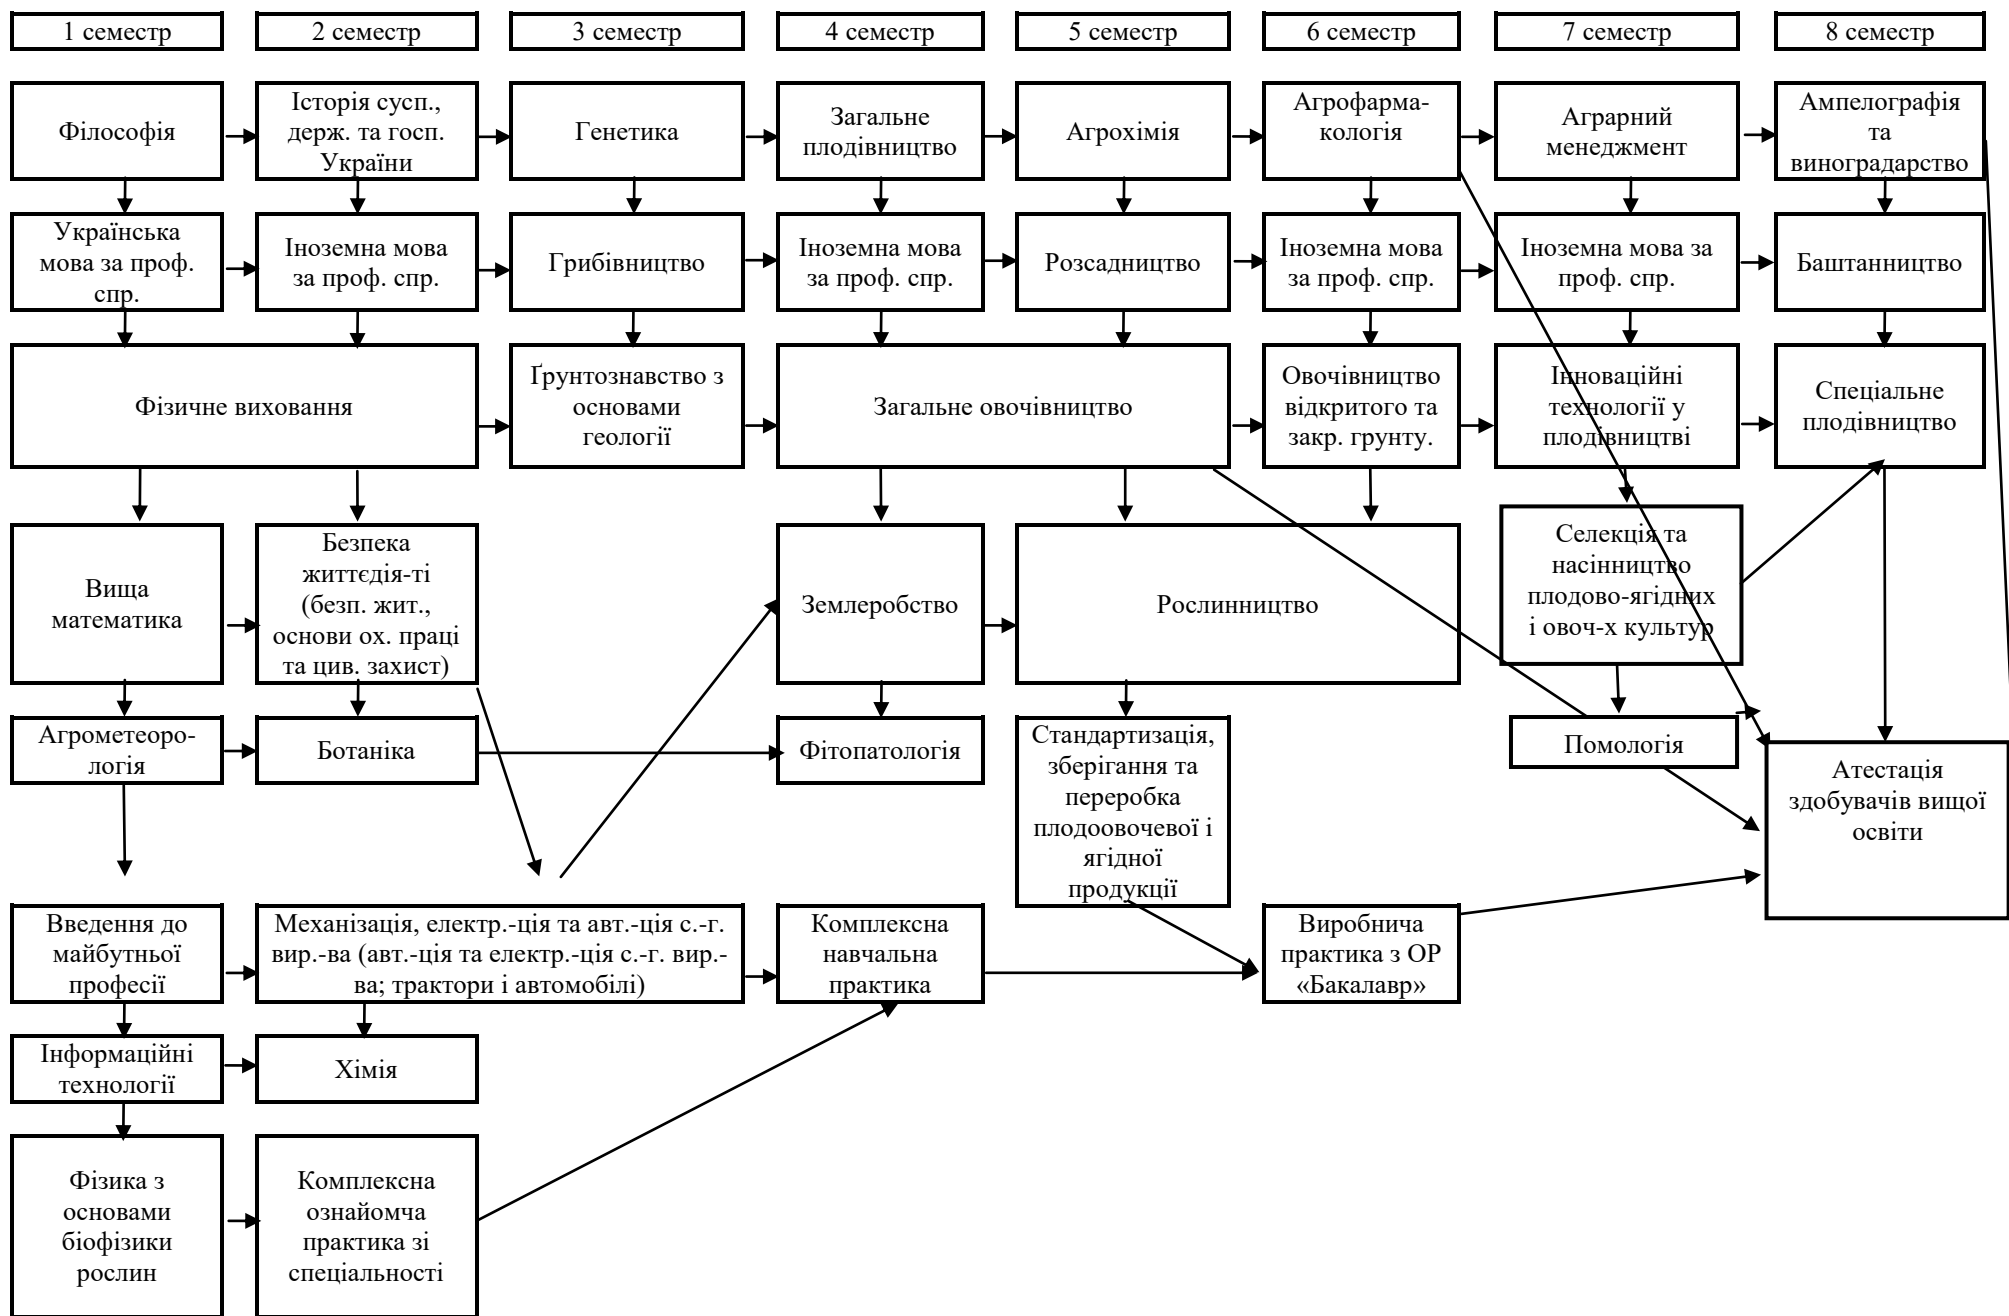 1 семестр
2 семестр
3 семестр
4 семестр
5 семестр
6 семестр
7 семестр
8 семестр
Філософія
Історія сусп.,
держ. та госп.
України
Генетика
Загальне
плодівництво
Агрохімія
Агрофарма-
кологія
Аграрний
менеджмент
Ампелографія
та
виноградарство
Українська
мова за проф.
спр.
Іноземна мова
за проф. спр.
Грибівництво
Іноземна мова
за проф. спр.
Розсадництво
Іноземна мова
за проф. спр.
Іноземна мова за
проф. спр.
Баштанництво
Фізичне виховання
Ґрунтознавство з
основами
геології
Загальне овочівництво
Овочівництво
відкритого та
закр. грунту.
Інноваційні
технології у
плодівництві
Спеціальне
плодівництво
Вища
математика
Безпека
життєдія-ті
(безп. жит.,
основи ох. праці
та цив. захист)
Землеробство
Рослинництво
Селекція та
насінництво
плодово-ягідних
і овоч-х культур
Агрометеоро-
логія
Ботаніка
Фітопатологія
Стандартизація,
зберігання та
переробка
плодоовочевої і
ягідної
продукції
Помологія
Атестація
здобувачів вищої
освіти
Введення до
майбутньої
професії
Механізація, електр.-ція та авт.-ція с.-г.
вир.-ва (авт.-ція та електр.-ція с.-г. вир.-
ва; трактори і автомобілі)
Комплексна
навчальна
практика
Виробнича
практика з ОР
«Бакалавр»
Інформаційні
технології
Хімія
Фізика з
основами
біофізики
рослин
Комплексна
ознайомча
практика зі
спеціальності